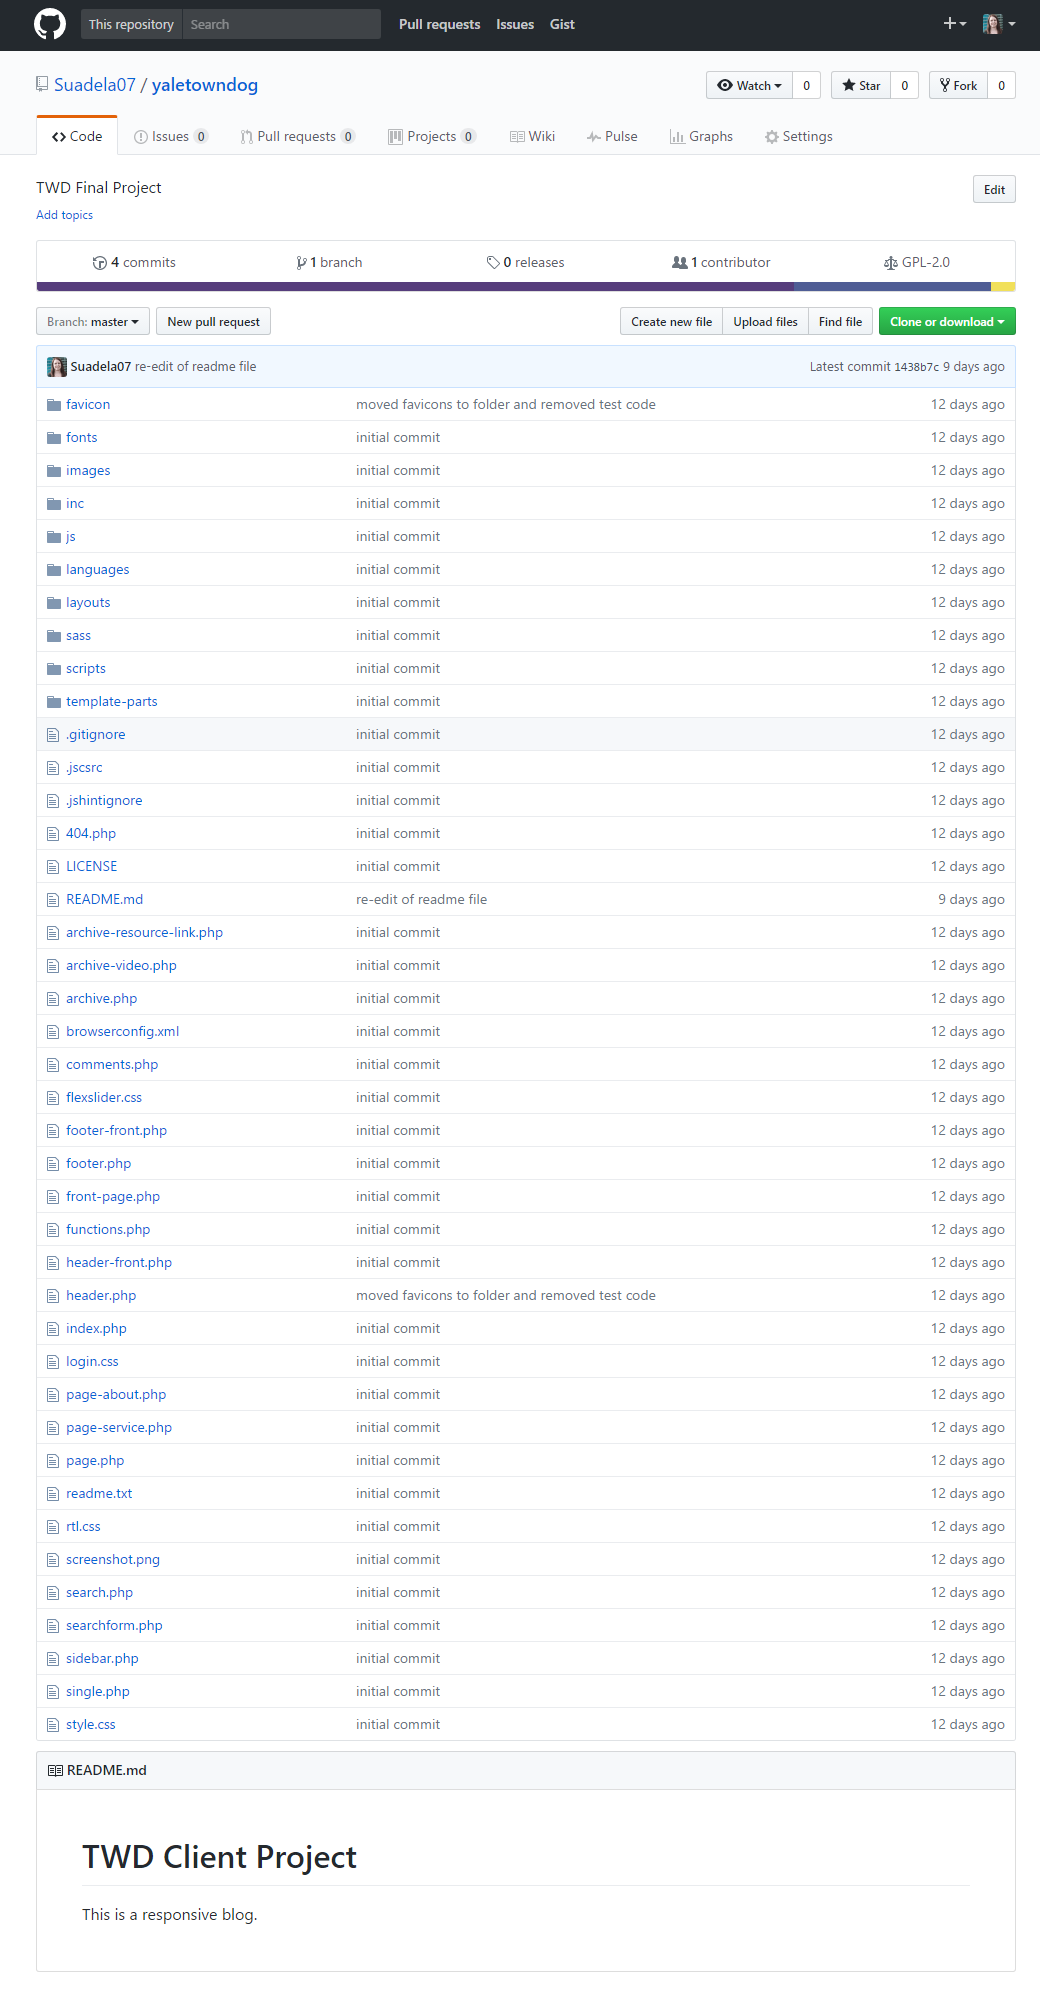 This repository Search Pull requests Issues Gist
Suadela07 / yaletowndog Watch 0 Star 0 Fork 0
Code Issues 0 Pull requests 0 Projects 0 Wiki Pulse Graphs Settings
TWD Final Project Edit
Add topics
4 commits 1 branch 0 releases 1 contributor GPL-2.0
Branch: master New pull request Create new file Upload files Find file Clone or download
Suadela07 re-edit of readme file Latest commit 1438b7c 9 days ago
favicon moved favicons to folder and removed test code 12 days ago
fonts initial commit 12 days ago
images initial commit 12 days ago
inc initial commit 12 days ago
js initial commit 12 days ago
languages initial commit 12 days ago
layouts initial commit 12 days ago
sass initial commit 12 days ago
scripts initial commit 12 days ago
template-parts initial commit 12 days ago
.gitignore initial commit 12 days ago
.jscsrc initial commit 12 days ago
.jshintignore initial commit 12 days ago
404.php initial commit 12 days ago
LICENSE initial commit 12 days ago
README.md re-edit of readme file 9 days ago
archive-resource-link.php initial commit 12 days ago
archive-video.php initial commit 12 days ago
archive.php initial commit 12 days ago
browserconfig.xml initial commit 12 days ago
comments.php initial commit 12 days ago
flexslider.css initial commit 12 days ago
footer-front.php initial commit 12 days ago
footer.php initial commit 12 days ago
front-page.php initial commit 12 days ago
functions.php initial commit 12 days ago
header-front.php initial commit 12 days ago
header.php moved favicons to folder and removed test code 12 days ago
index.php initial commit 12 days ago
login.css initial commit 12 days ago
page-about.php initial commit 12 days ago
page-service.php initial commit 12 days ago
page.php initial commit 12 days ago
readme.txt initial commit 12 days ago
rtl.css initial commit 12 days ago
screenshot.png initial commit 12 days ago
search.php initial commit 12 days ago
searchform.php initial commit 12 days ago
sidebar.php initial commit 12 days ago
single.php initial commit 12 days ago
style.css initial commit 12 days ago
README.md
TWD Client Project
This is a responsive blog.